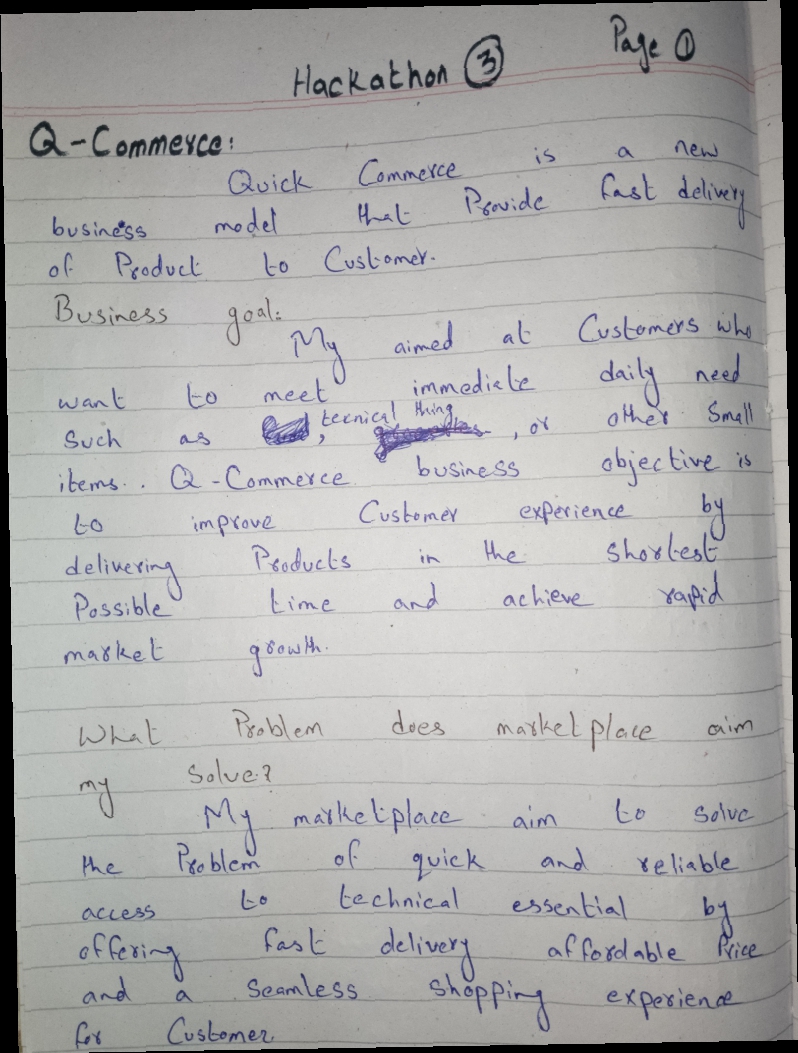 Page 1
Hackathon 3
Q-Commerce:
Quick Commerce is a new
business model that Provide fast delivery
of Product to Customer.
Business goal:
My aimed at Customers who
want to meet immediate daily need
Such as , tecnical thing , or other Small
items.. Q-Commerce business objective is
to improve Customer experience by
delivering Products in the Shortest
Possible time and achieve rapid
market growth.
What Problem does marketplace aim
my Solve?
My marketplace aim to solve
the Problem of quick and reliable
access to technical essential by
offering fast delivery affordable Price
and a Seamless Shopping experience
for Customer.